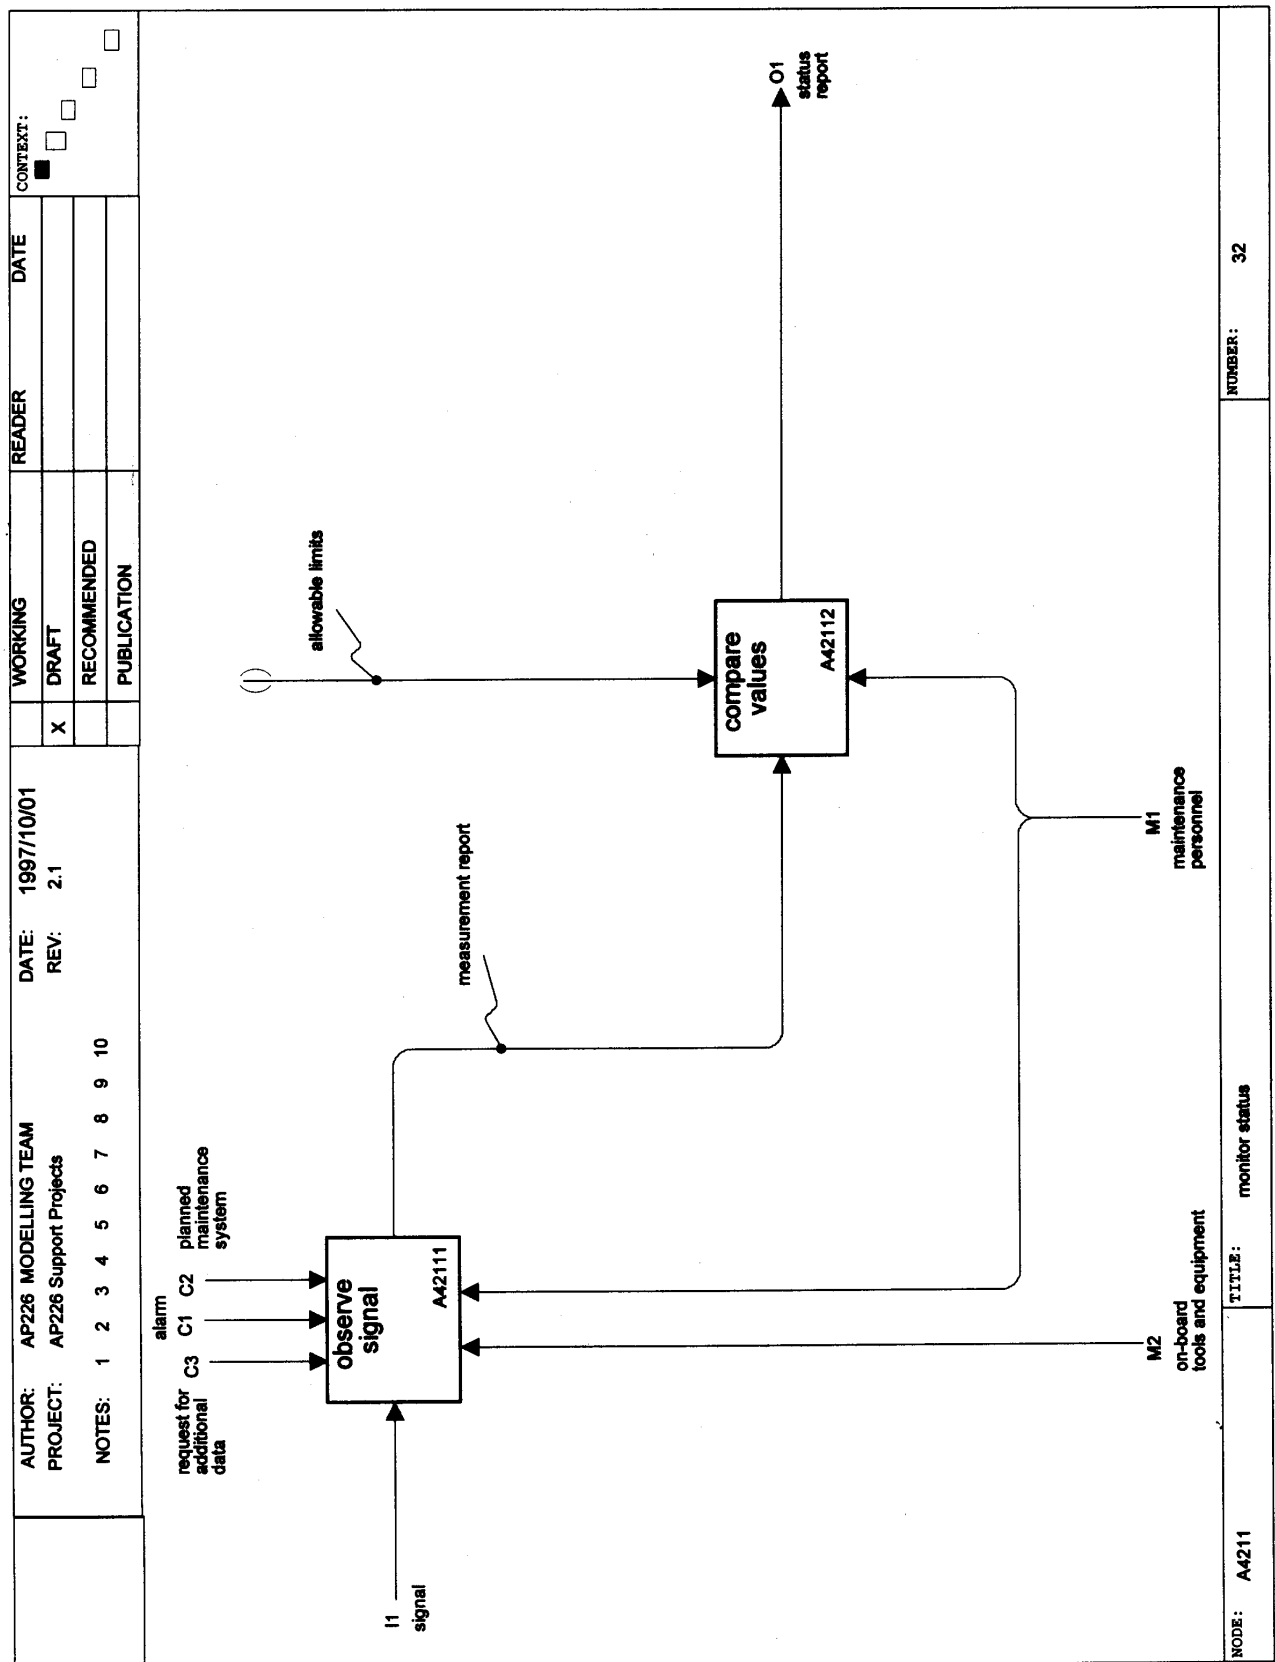 AUTHOR: AP226 MODELLING TEAM DATE: 1997/10/01 WORKING READER DATE CONTEXT:
PROJECT: AP226 Support Projects REV: 2.1 X DRAFT
RECOMMENDED
NOTES: 1 2 3 4 5 6 7 8 9 10
PUBLICATION
alarm
request for
additional
data
C3 C1 C2
planned
maintenance
system
allowable limits
observe
signal
A42111
I1
signal
measurement report
compare
values
A42112
O1
status
report
M2
on-board
tools and equipment
M1
maintenance
personnel
NODE: A4211 TITLE: monitor status NUMBER: 32